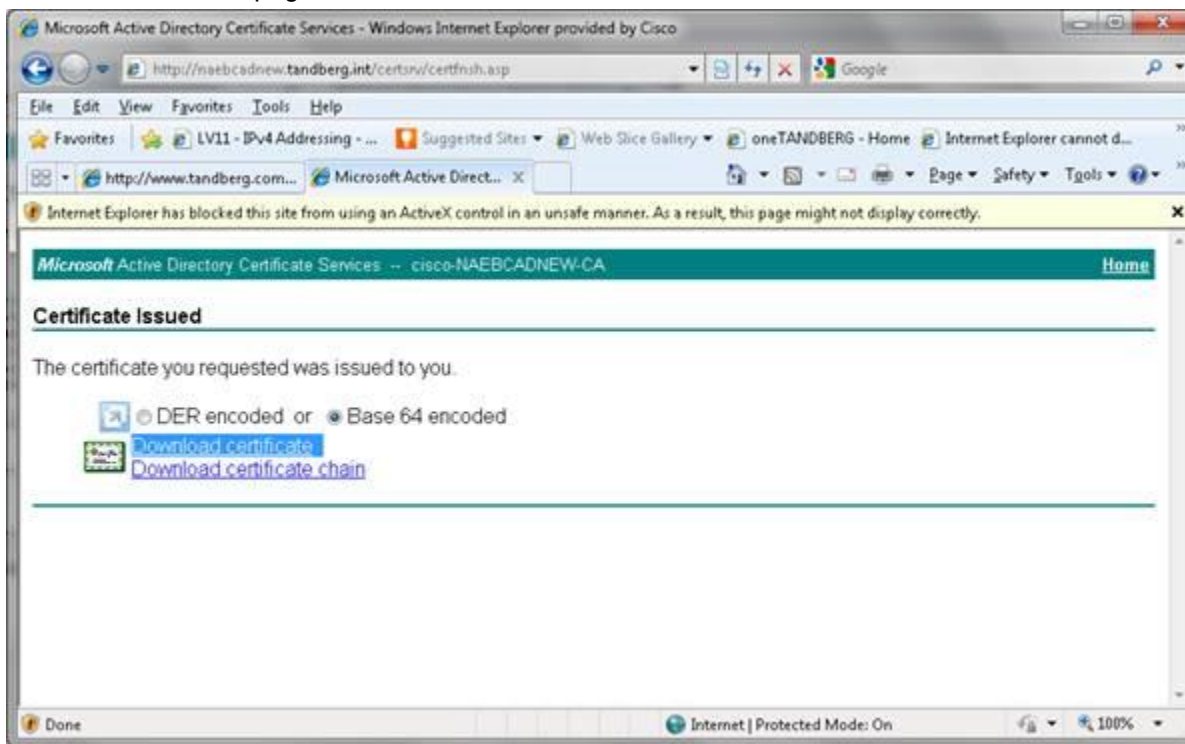 Microsoft Active Directory Certificate Services - Windows Internet Explorer provided by Cisco
http://naebcadnew.tandberg.int/certsrv/certfnsh.asp
Google
File Edit View Favorites Tools Help
Favorites LV11 - IPv4 Addressing - ... Suggested Sites Web Slice Gallery oneTANDBERG - Home Internet Explorer cannot d...
http://www.tandberg.com... Microsoft Active Direct... X Page Safety Tools
Internet Explorer has blocked this site from using an ActiveX control in an unsafe manner. As a result, this page might not display correctly.
Microsoft Active Directory Certificate Services -- cisco-NAEBCADNEW-CA Home
Certificate Issued
The certificate you requested was issued to you.
DER encoded or Base 64 encoded
Download certificate
Download certificate chain
Done Internet | Protected Mode: On 100%